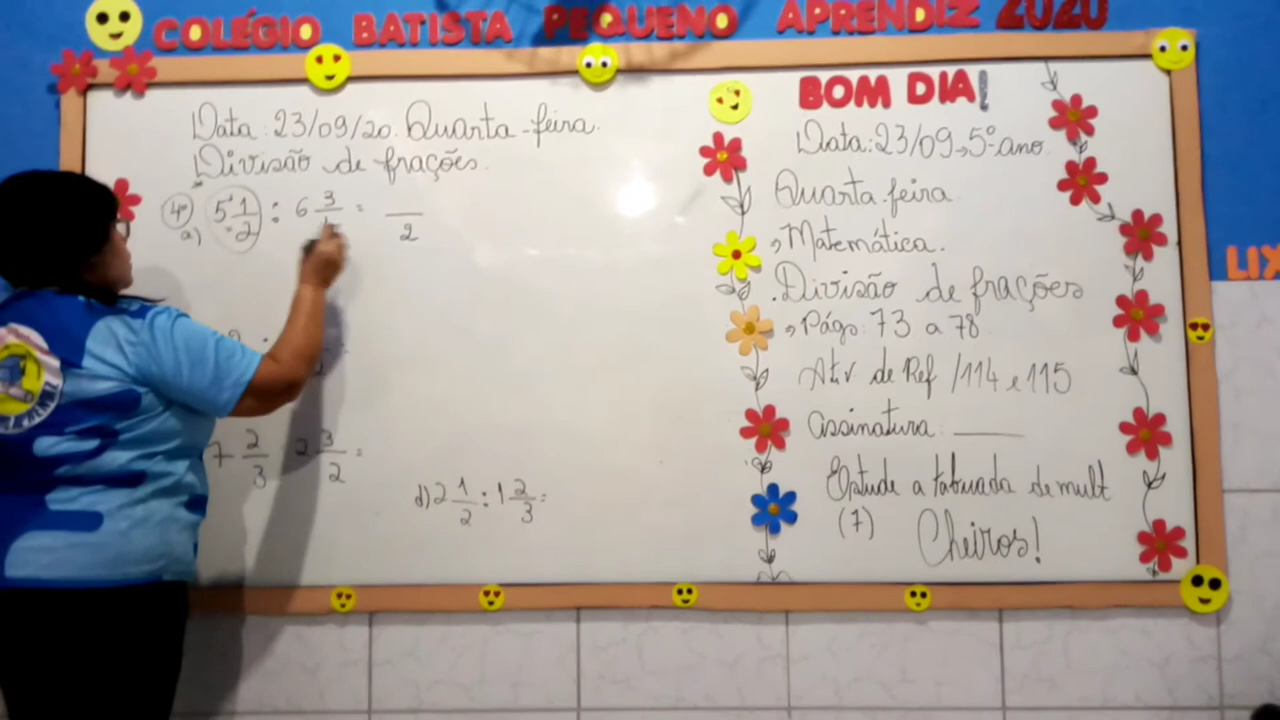 COLÉGIO BATISTA PEQUENO APRENDIZ 2020
Data: 23/09/20. Quarta-feira.
Divisão de frações.
4º
a) 5 1/2 : 6 3/ = /2
7 2/3 2 3/2 =
d) 2 1/2 : 1 2/3 =
BOM DIA!
Data: 23/09 → 5º ano
Quarta-feira
→ Matemática.
. Divisão de frações
→ Págs: 73 a 78
Ativ de Ref /114 e 115
Assinatura: ______
Estude a tabuada de mult
(7) Cheiros!
LIX